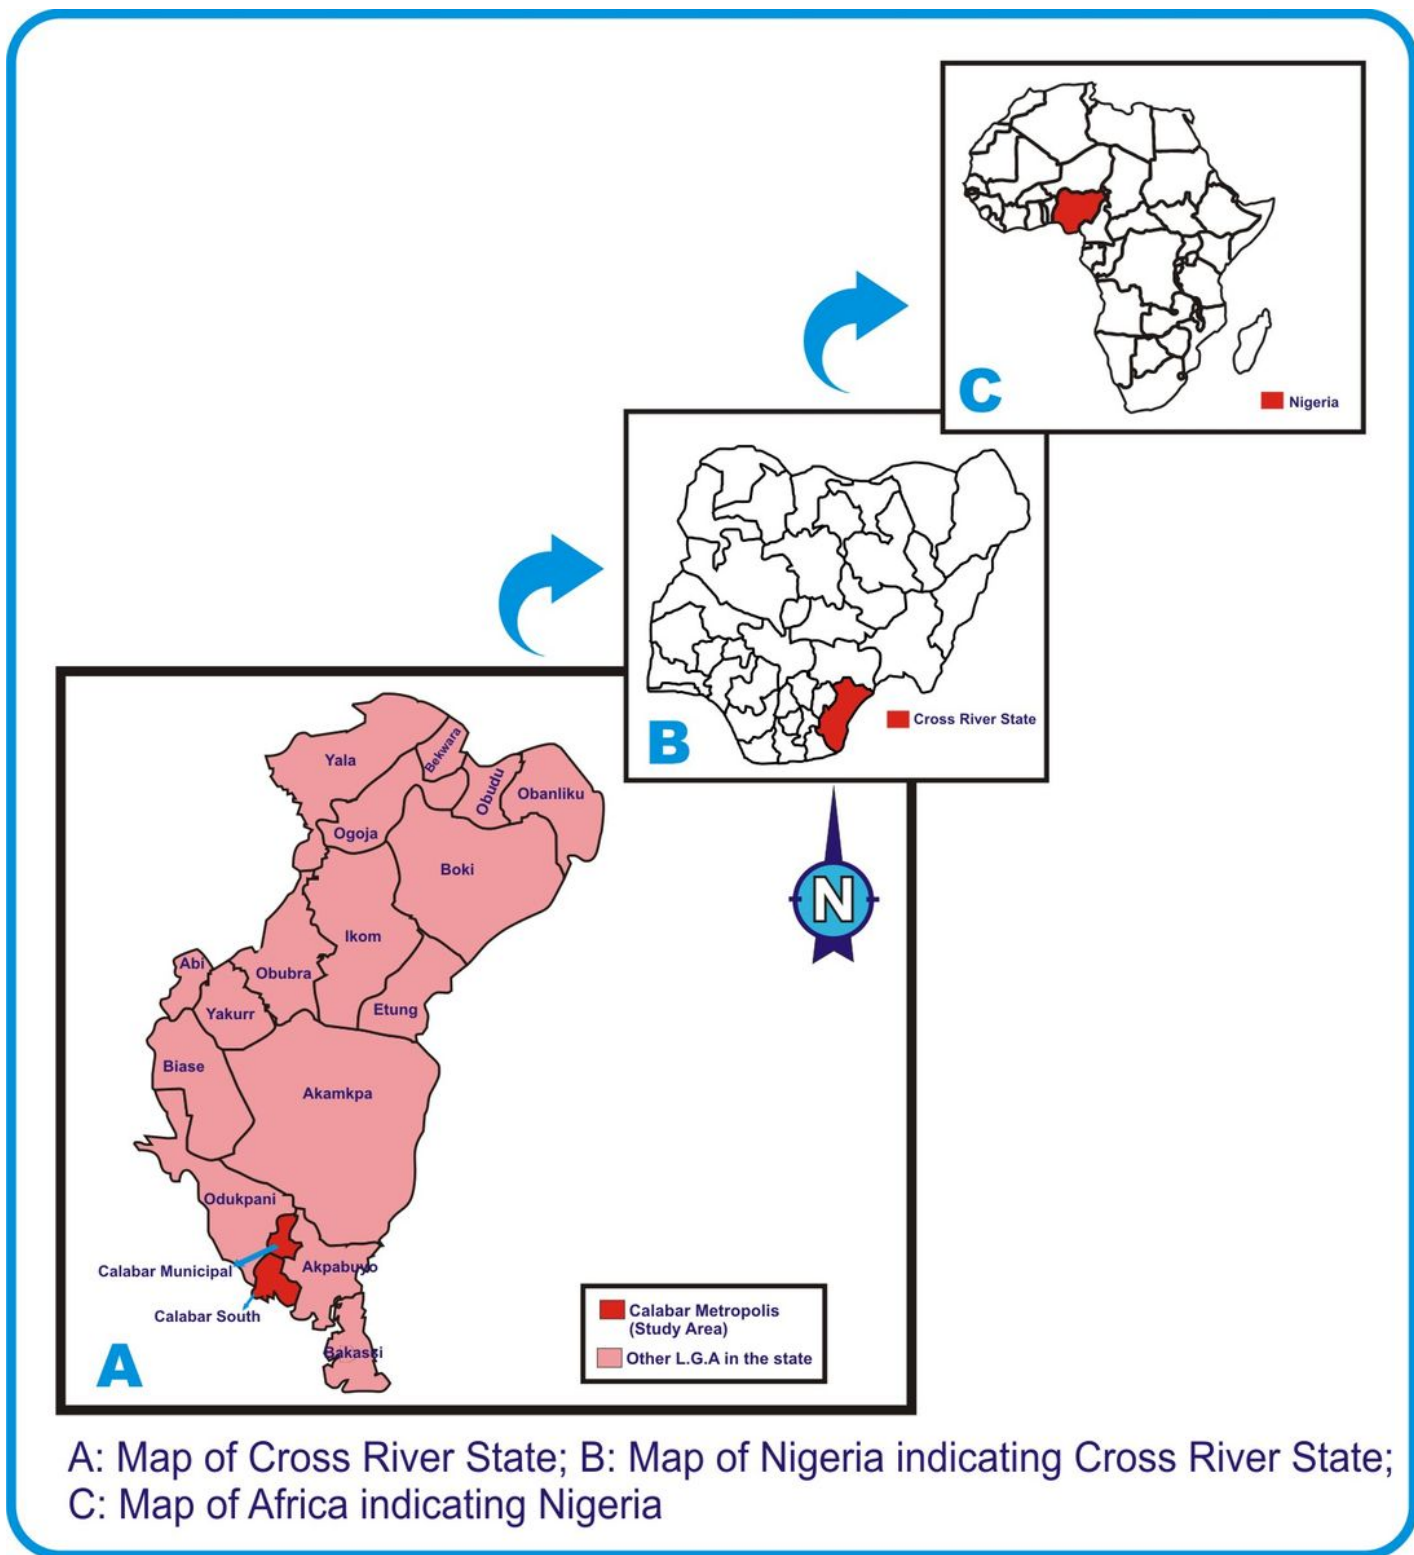 C
Nigeria
B
Cross River State
N
Yala
Bekwara
Obudu
Obanliku
Ogoja
Boki
Ikom
Abi
Obubra
Yakurr
Etung
Biase
Akamkpa
Odukpani
Calabar Municipal
Akpabuyo
Calabar South
Bakassi
A
Calabar Metropolis
(Study Area)
Other L.G.A in the state
A: Map of Cross River State; B: Map of Nigeria indicating Cross River State;
C: Map of Africa indicating Nigeria